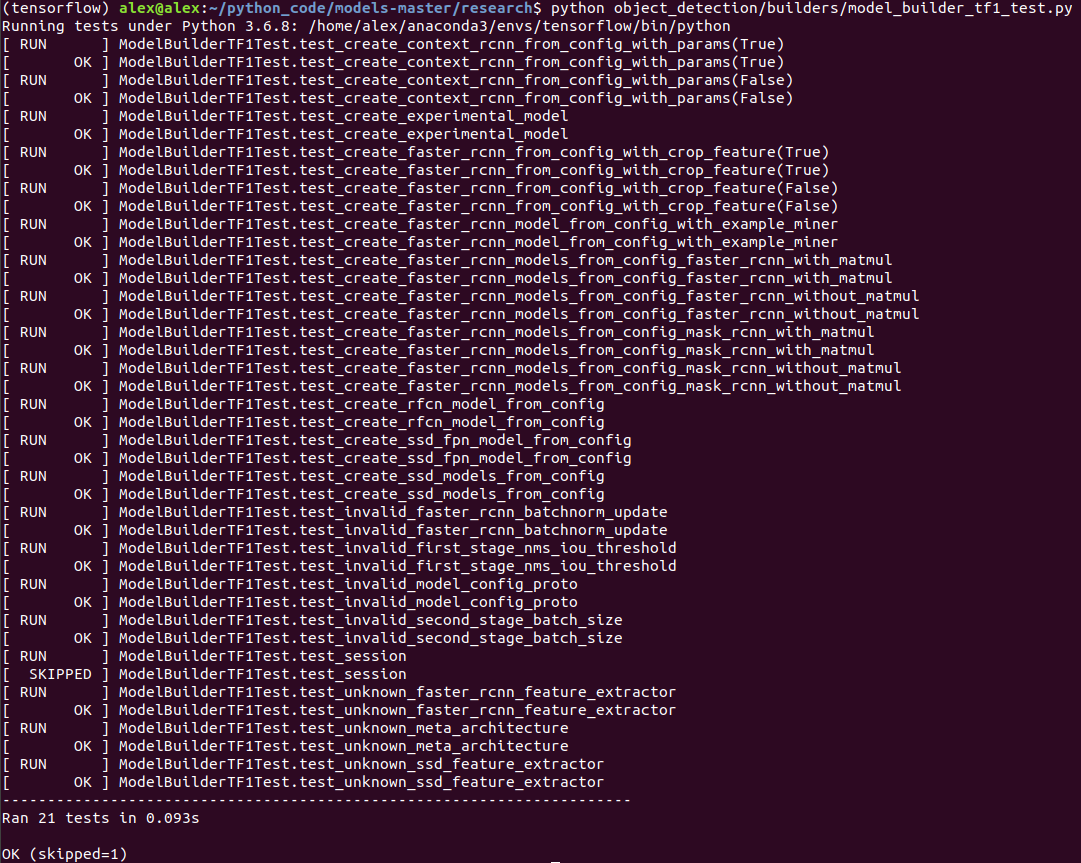 (tensorflow) alex@alex:~/python_code/models-master/research$ python object_detection/builders/model_builder_tf1_test.py
Running tests under Python 3.6.8: /home/alex/anaconda3/envs/tensorflow/bin/python
[ RUN      ] ModelBuilderTF1Test.test_create_context_rcnn_from_config_with_params(True)
[       OK ] ModelBuilderTF1Test.test_create_context_rcnn_from_config_with_params(True)
[ RUN      ] ModelBuilderTF1Test.test_create_context_rcnn_from_config_with_params(False)
[       OK ] ModelBuilderTF1Test.test_create_context_rcnn_from_config_with_params(False)
[ RUN      ] ModelBuilderTF1Test.test_create_experimental_model
[       OK ] ModelBuilderTF1Test.test_create_experimental_model
[ RUN      ] ModelBuilderTF1Test.test_create_faster_rcnn_from_config_with_crop_feature(True)
[       OK ] ModelBuilderTF1Test.test_create_faster_rcnn_from_config_with_crop_feature(True)
[ RUN      ] ModelBuilderTF1Test.test_create_faster_rcnn_from_config_with_crop_feature(False)
[       OK ] ModelBuilderTF1Test.test_create_faster_rcnn_from_config_with_crop_feature(False)
[ RUN      ] ModelBuilderTF1Test.test_create_faster_rcnn_model_from_config_with_example_miner
[       OK ] ModelBuilderTF1Test.test_create_faster_rcnn_model_from_config_with_example_miner
[ RUN      ] ModelBuilderTF1Test.test_create_faster_rcnn_models_from_config_faster_rcnn_with_matmul
[       OK ] ModelBuilderTF1Test.test_create_faster_rcnn_models_from_config_faster_rcnn_with_matmul
[ RUN      ] ModelBuilderTF1Test.test_create_faster_rcnn_models_from_config_faster_rcnn_without_matmul
[       OK ] ModelBuilderTF1Test.test_create_faster_rcnn_models_from_config_faster_rcnn_without_matmul
[ RUN      ] ModelBuilderTF1Test.test_create_faster_rcnn_models_from_config_mask_rcnn_with_matmul
[       OK ] ModelBuilderTF1Test.test_create_faster_rcnn_models_from_config_mask_rcnn_with_matmul
[ RUN      ] ModelBuilderTF1Test.test_create_faster_rcnn_models_from_config_mask_rcnn_without_matmul
[       OK ] ModelBuilderTF1Test.test_create_faster_rcnn_models_from_config_mask_rcnn_without_matmul
[ RUN      ] ModelBuilderTF1Test.test_create_rfcn_model_from_config
[       OK ] ModelBuilderTF1Test.test_create_rfcn_model_from_config
[ RUN      ] ModelBuilderTF1Test.test_create_ssd_fpn_model_from_config
[       OK ] ModelBuilderTF1Test.test_create_ssd_fpn_model_from_config
[ RUN      ] ModelBuilderTF1Test.test_create_ssd_models_from_config
[       OK ] ModelBuilderTF1Test.test_create_ssd_models_from_config
[ RUN      ] ModelBuilderTF1Test.test_invalid_faster_rcnn_batchnorm_update
[       OK ] ModelBuilderTF1Test.test_invalid_faster_rcnn_batchnorm_update
[ RUN      ] ModelBuilderTF1Test.test_invalid_first_stage_nms_iou_threshold
[       OK ] ModelBuilderTF1Test.test_invalid_first_stage_nms_iou_threshold
[ RUN      ] ModelBuilderTF1Test.test_invalid_model_config_proto
[       OK ] ModelBuilderTF1Test.test_invalid_model_config_proto
[ RUN      ] ModelBuilderTF1Test.test_invalid_second_stage_batch_size
[       OK ] ModelBuilderTF1Test.test_invalid_second_stage_batch_size
[ RUN      ] ModelBuilderTF1Test.test_session
[  SKIPPED ] ModelBuilderTF1Test.test_session
[ RUN      ] ModelBuilderTF1Test.test_unknown_faster_rcnn_feature_extractor
[       OK ] ModelBuilderTF1Test.test_unknown_faster_rcnn_feature_extractor
[ RUN      ] ModelBuilderTF1Test.test_unknown_meta_architecture
[       OK ] ModelBuilderTF1Test.test_unknown_meta_architecture
[ RUN      ] ModelBuilderTF1Test.test_unknown_ssd_feature_extractor
[       OK ] ModelBuilderTF1Test.test_unknown_ssd_feature_extractor
----------------------------------------------------------------------
Ran 21 tests in 0.093s
OK (skipped=1)